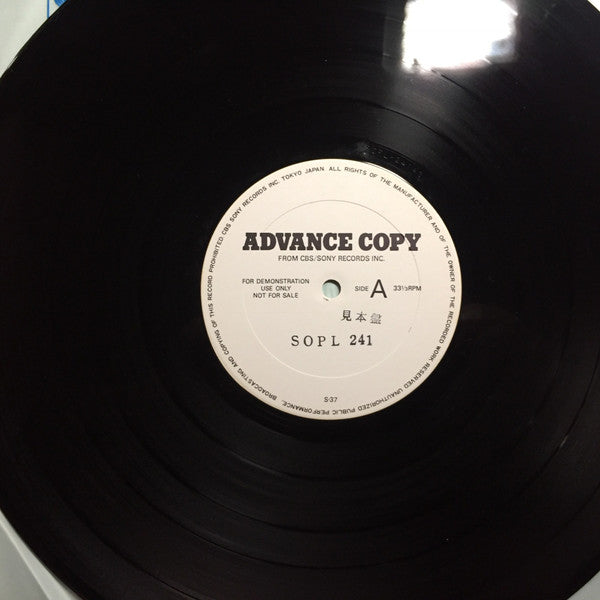 ADVANCE COPY
FROM CBS/SONY RECORDS INC.
FOR DEMONSTRATION
USE ONLY
NOT FOR SALE
SIDE A 33⅓RPM
見本盤
SOPL 241
S-37
CBS SONY RECORDS INC. TOKYO JAPAN. ALL RIGHTS OF THE MANUFACTURER AND OF THE OWNER OF THE RECORDED WORK RESERVED UNAUTHORIZED PUBLIC PERFORMANCE, BROADCASTING AND COPYING OF THIS RECORD PROHIBITED.